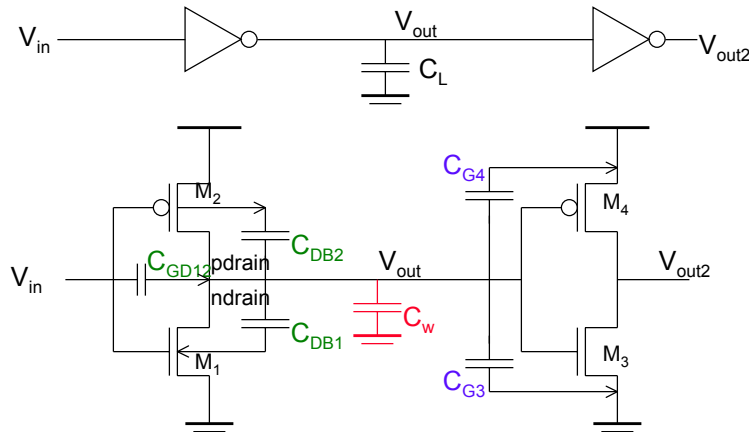 V_in
V_out
V_out2
C_L
C_G4
M_2
M_4
C_DB2
V_in
C_GD12
pdrain
V_out
V_out2
ndrain
C_w
C_DB1
M_1
M_3
C_G3